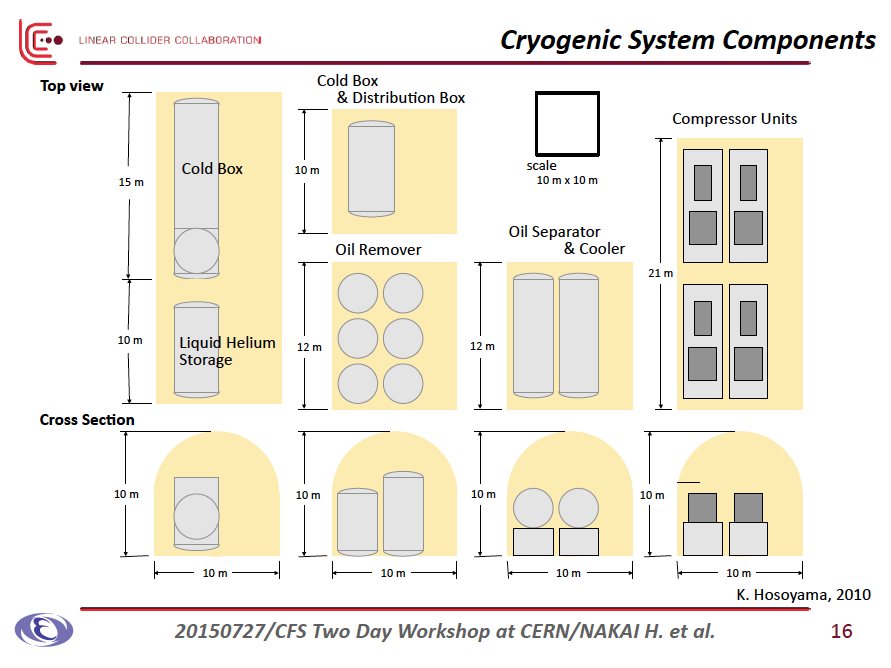 LINEAR COLLIDER COLLABORATION
Cryogenic System Components
Top view
Cold Box
& Distribution Box
Compressor Units
scale
10 m x 10 m
Cold Box
15 m
10 m
Oil Separator
& Cooler
Oil Remover
21 m
10 m
Liquid Helium
Storage
12 m
12 m
Cross Section
10 m
10 m
10 m
10 m
10 m
10 m
10 m
10 m
K. Hosoyama, 2010
20150727/CFS Two Day Workshop at CERN/NAKAI H. et al.
16